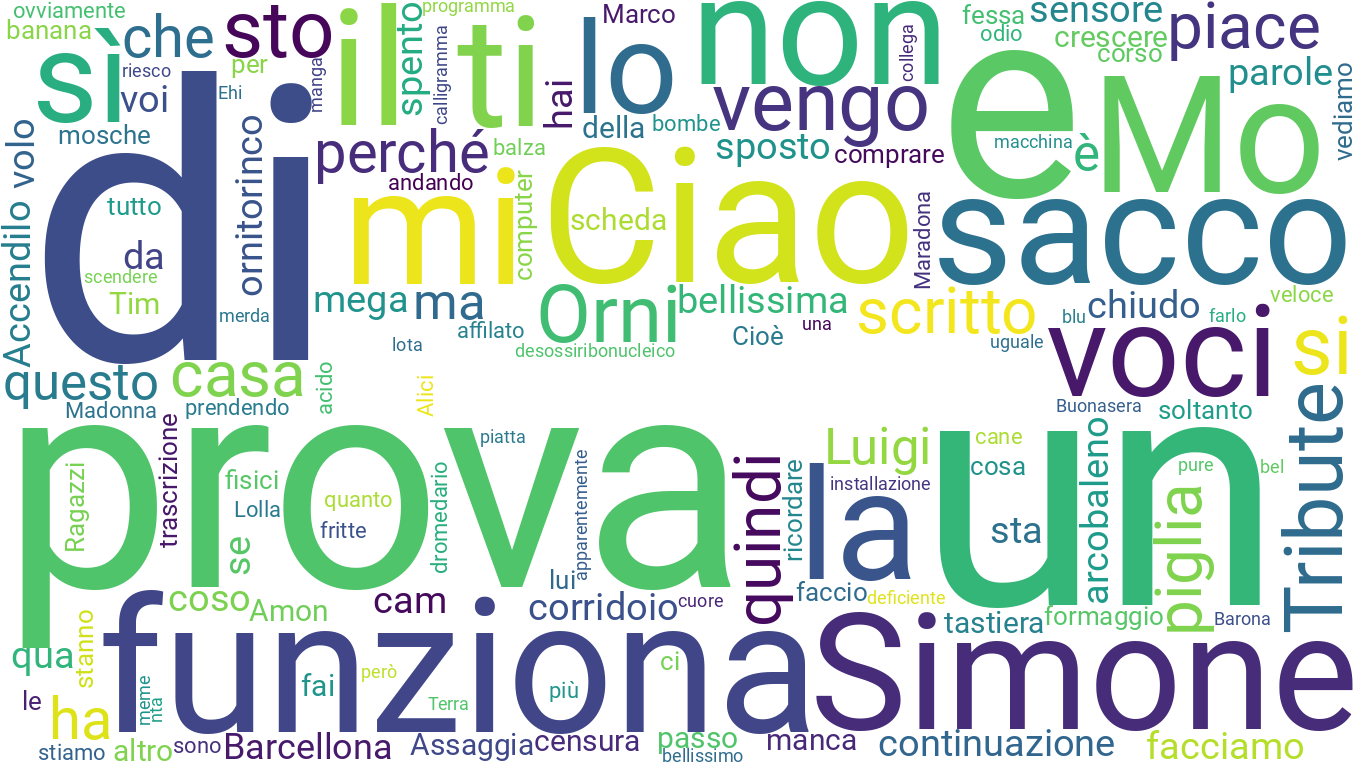 ovviamente
banana
che
sto
il
ti
programma
Marco
non
fessa
odio
sensore
crescere
corso
piace
sì
riesco
voi
per
Ehi
manga
spento
calligramma
hai
lo
collega
parole
vediamo
mosche
della
bombe
vengo
e
Mo
macchina
è
Accendilo
volo
di
ornitorinco
perché
balza
andando
sposto
comprare
tutto
da
scendere
Tim
mi
computer
Ciao
scheda
Maradona
sacco
merda
mega
ma
affilato
Orni
bellissima
Cioè
una
scritto
uguale
blu
chiudo
farlo
veloce
iota
desossiribonucleico
voci
si
questo
casa
acido
Alici
Madonna
prendendo
Buonasera
soltanto
Tribute
prova
trascrizione
piatta
Luigi
cane
cosa
un
arcobaleno
pure
bel
Ragazzi
fisici
Lolla
quanto
fritte
se
dromedario
apparentemente
quindi
ricordare
la
installazione
sta
piglia
lui
faccio
deficiente
coso
Amon
cam
corridoio
cuore
tastiera
formaggio
Barona
qua
stanno
funziona
Simone
le
ha
meme
nta
fai
però
Terra
più
ci
stiamo
altro
sono
Barcellona
Assaggia
censura
passo
bellissimo
manca
continuazione
facciamo